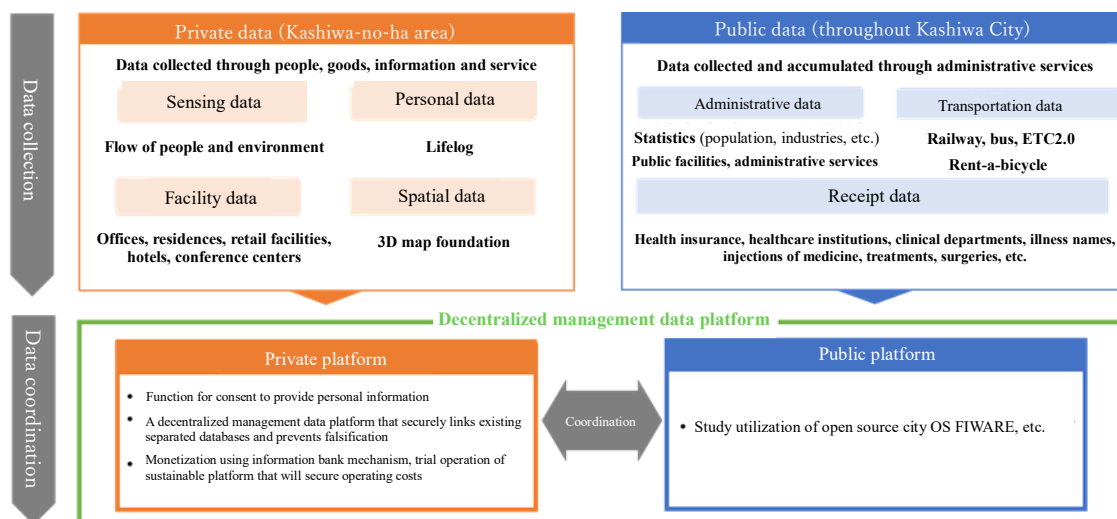 Data collection
Private data (Kashiwa-no-ha area)
Data collected through people, goods, information and service
Sensing data
Personal data
Flow of people and environment
Lifelog
Facility data
Spatial data
Offices, residences, retail facilities,
hotels, conference centers
3D map foundation
Public data (throughout Kashiwa City)
Data collected and accumulated through administrative services
Administrative data
Transportation data
Statistics (population, industries, etc.)
Public facilities, administrative services
Railway, bus, ETC2.0
Rent-a-bicycle
Receipt data
Health insurance, healthcare institutions, clinical departments, illness names,
injections of medicine, treatments, surgeries, etc.
Data coordination
Decentralized management data platform
Private platform
• Function for consent to provide personal information
• A decentralized management data platform that securely links existing
separated databases and prevents falsification
• Monetization using information bank mechanism, trial operation of
sustainable platform that will secure operating costs
Coordination
Public platform
• Study utilization of open source city OS FIWARE, etc.